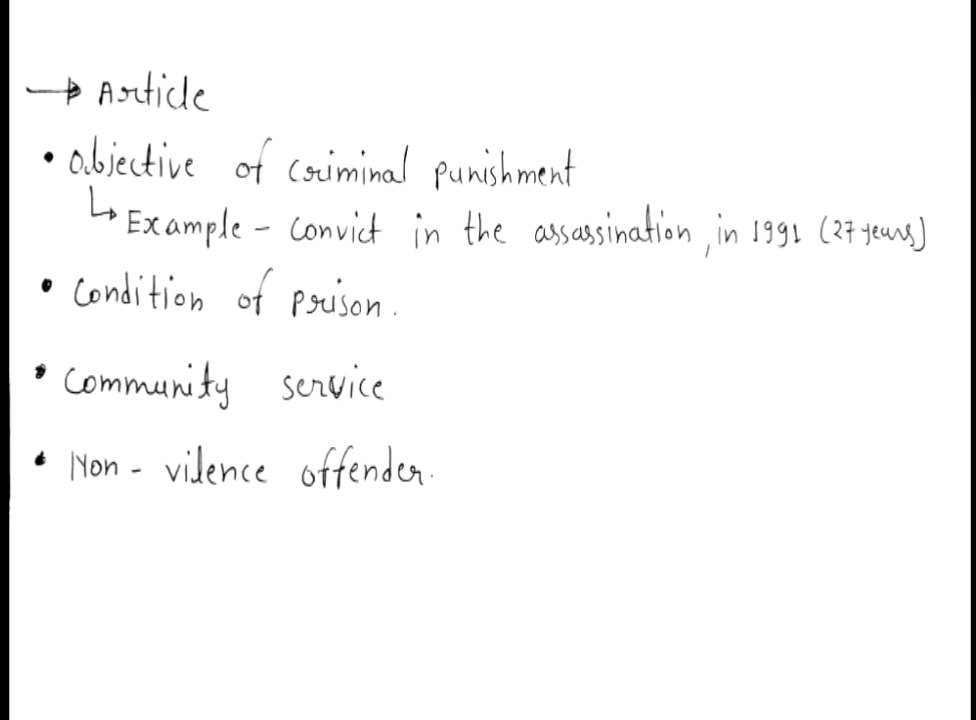 → Article
• Objective of criminal punishment
↳ Example - convict in the assassination, in 1991 (27 years)
• Condition of prison.
• Community service
• Non - vilence offender.